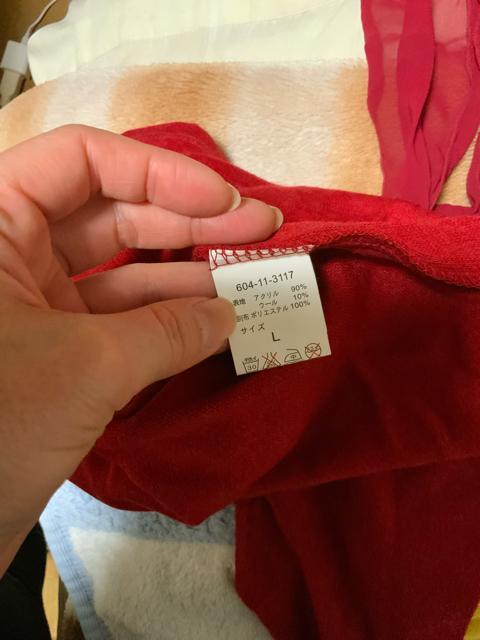 604-11-3117
表地 アクリル 90%
ウール 10%
別布 ポリエステル 100%
サイズ
L
30